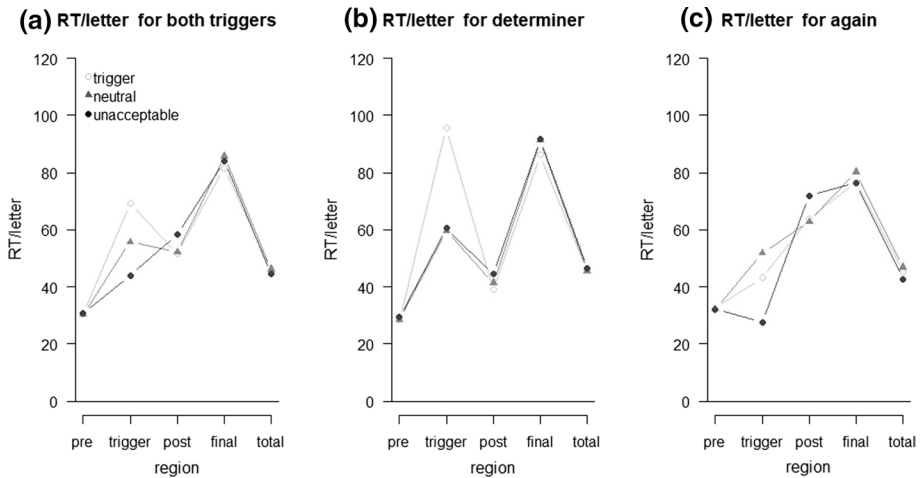 (a) RT/letter for both triggers
120
100
80
60
40
20
0
RT/letter
trigger
neutral
unacceptable
pre trigger post final total
region
(b) RT/letter for determiner
120
100
80
60
40
20
0
RT/letter
pre trigger post final total
region
(c) RT/letter for again
120
100
80
60
40
20
0
RT/letter
pre trigger post final total
region